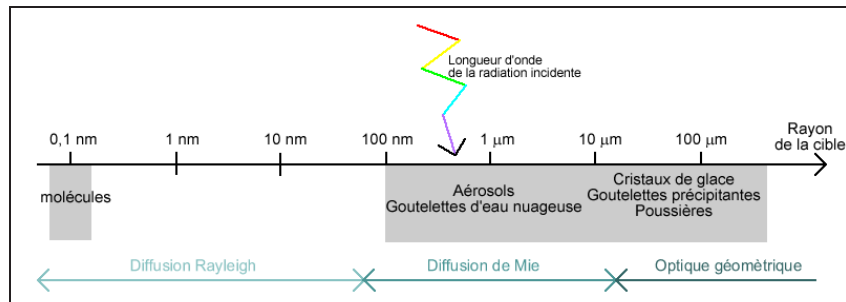 Longueur d'onde
de la radiation incidente
0,1 nm 1 nm 10 nm 100 nm 1 µm 10 µm 100 µm
Rayon
de la cible
molécules
Aérosols
Goutelettes d'eau nuageuse
Cristaux de glace
Goutelettes précipitantes
Poussières
Diffusion Rayleigh Diffusion de Mie Optique géomètrique